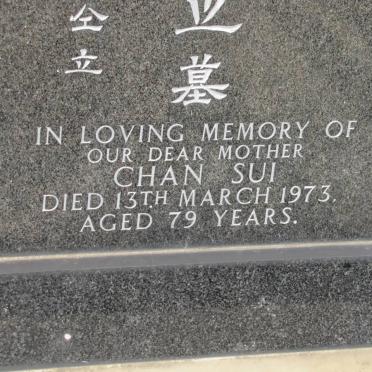 仝立
立墓
IN LOVING MEMORY OF
OUR DEAR MOTHER
CHAN SUI
DIED 13TH MARCH 1973.
AGED 79 YEARS.